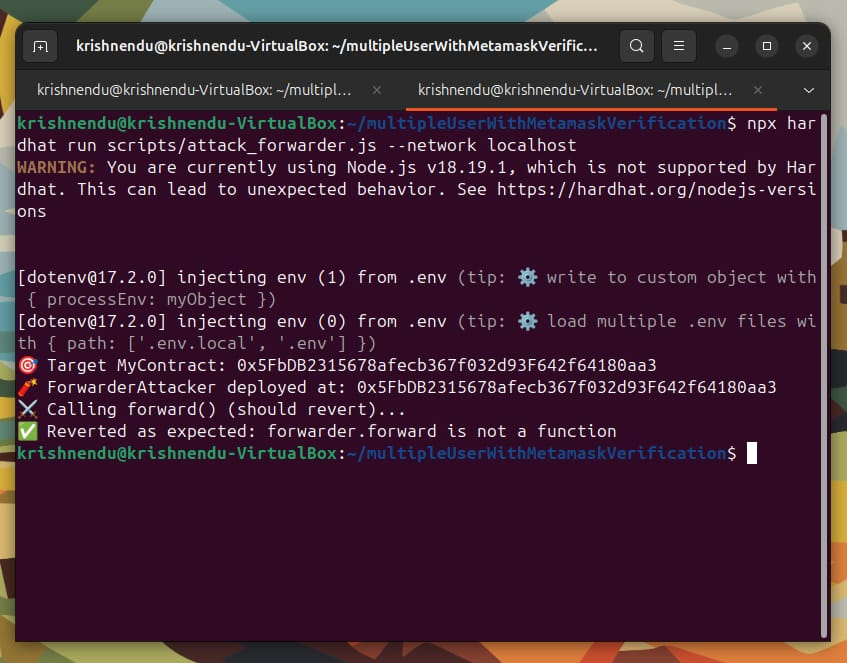 krishnendu@krishnendu-VirtualBox: ~/multipleUserWithMetamaskVerific...
krishnendu@krishnendu-VirtualBox: ~/multipl...
krishnendu@krishnendu-VirtualBox: ~/multipl...
krishnendu@krishnendu-VirtualBox:~/multipleUserWithMetamaskVerification$ npx har
dhat run scripts/attack_forwarder.js --network localhost
WARNING: You are currently using Node.js v18.19.1, which is not supported by Har
dhat. This can lead to unexpected behavior. See https://hardhat.org/nodejs-versi
ons
[dotenv@17.2.0] injecting env (1) from .env (tip: ⚙️ write to custom object with
{ processEnv: myObject })
[dotenv@17.2.0] injecting env (0) from .env (tip: ⚙️ load multiple .env files wi
th { path: ['.env.local', '.env'] })
🎯 Target MyContract: 0x5FbDB2315678afecb367f032d93F642f64180aa3
🧨 ForwarderAttacker deployed at: 0x5FbDB2315678afecb367f032d93F642f64180aa3
⚔️ Calling forward() (should revert)...
✅ Reverted as expected: forwarder.forward is not a function
krishnendu@krishnendu-VirtualBox:~/multipleUserWithMetamaskVerification$